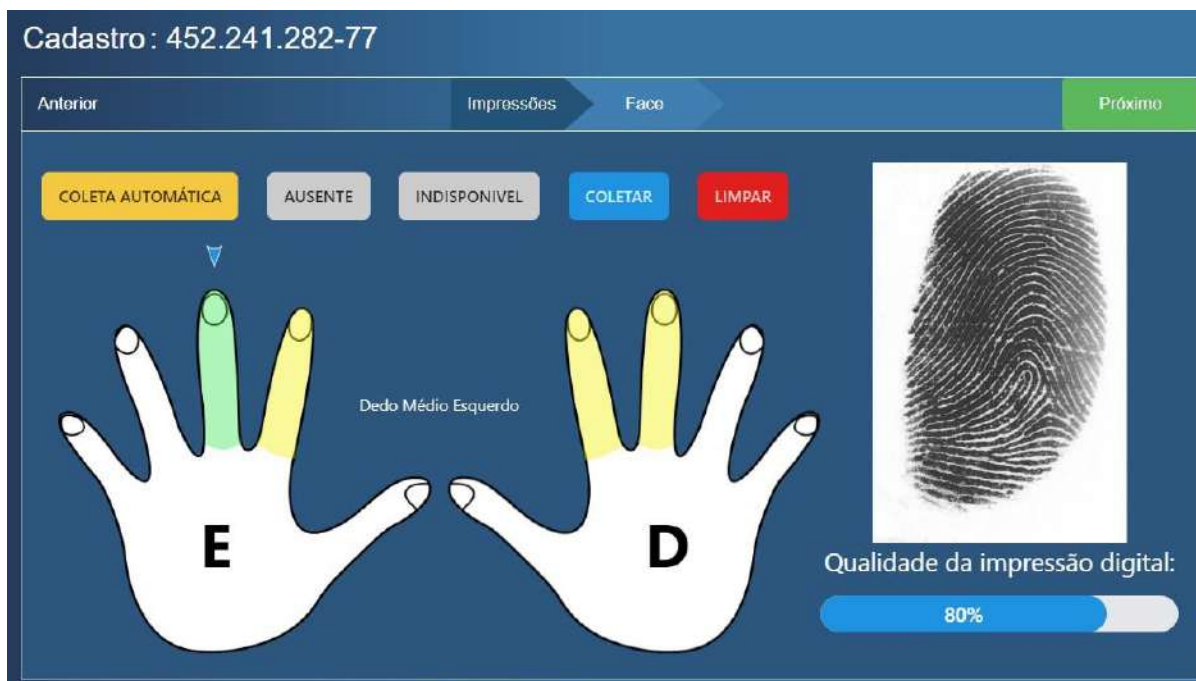 Cadastro : 452.241.282-77
Anterior
Impressões
Face
Próximo
COLETA AUTOMÁTICA
AUSENTE
INDISPONIVEL
COLETAR
LIMPAR
Dedo Médio Esquerdo
E
D
Qualidade da impressão digital:
80%